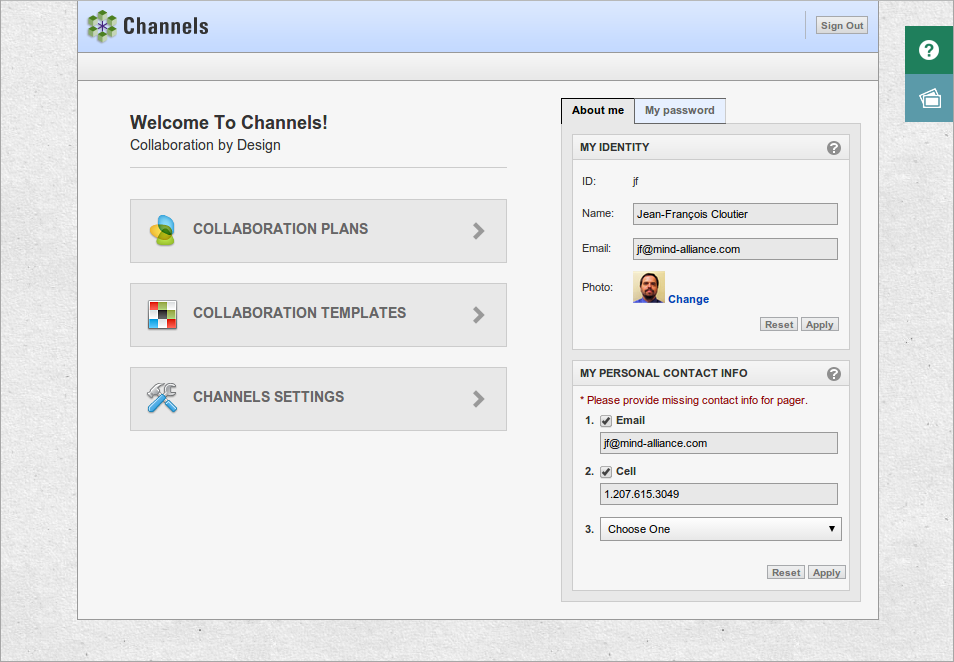 Channels
Sign Out
Welcome To Channels!
Collaboration by Design
COLLABORATION PLANS
COLLABORATION TEMPLATES
CHANNELS SETTINGS
About me
My password
MY IDENTITY
?
ID: jf
Name: Jean-François Cloutier
Email: jf@mind-alliance.com
Photo: Change
Reset Apply
MY PERSONAL CONTACT INFO
?
* Please provide missing contact info for pager.
1. Email
jf@mind-alliance.com
2. Cell
1.207.615.3049
3. Choose One
Reset Apply
?